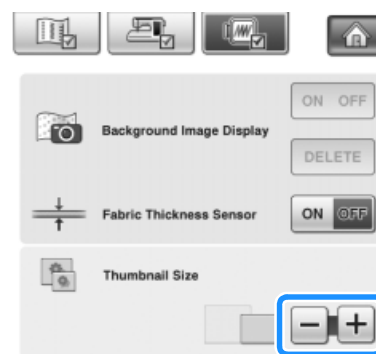 ON OFF
Background Image Display
DELETE
Fabric Thickness Sensor
ON OFF
Thumbnail Size
− +